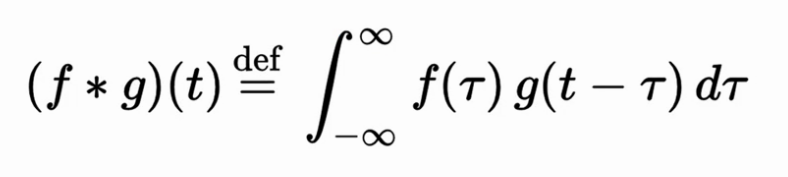 (f ∗ g)(t) ≝ ∫_{−∞}^{∞} f(τ) g(t − τ) dτ